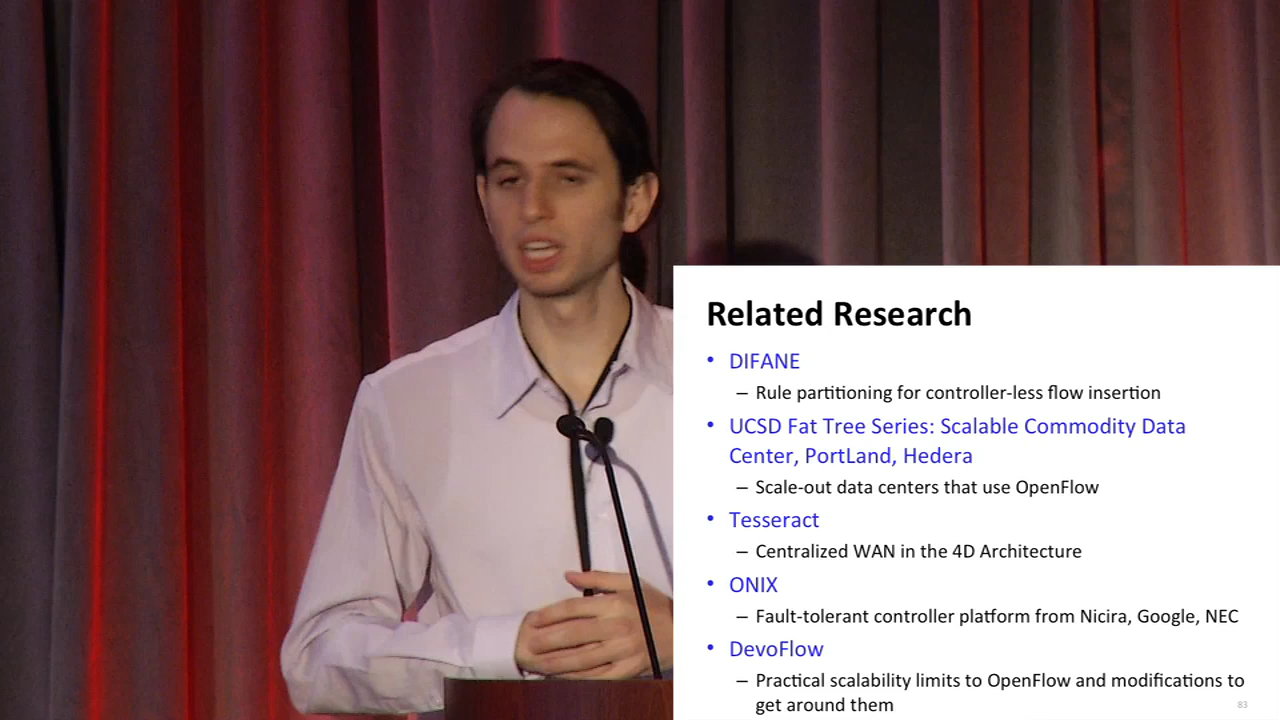 Related Research
• DIFANE
– Rule partitioning for controller-less flow insertion
• UCSD Fat Tree Series: Scalable Commodity Data
Center, PortLand, Hedera
– Scale-out data centers that use OpenFlow
• Tesseract
– Centralized WAN in the 4D Architecture
• ONIX
– Fault-tolerant controller platform from Nicira, Google, NEC
• DevoFlow
– Practical scalability limits to OpenFlow and modifications to
get around them
83